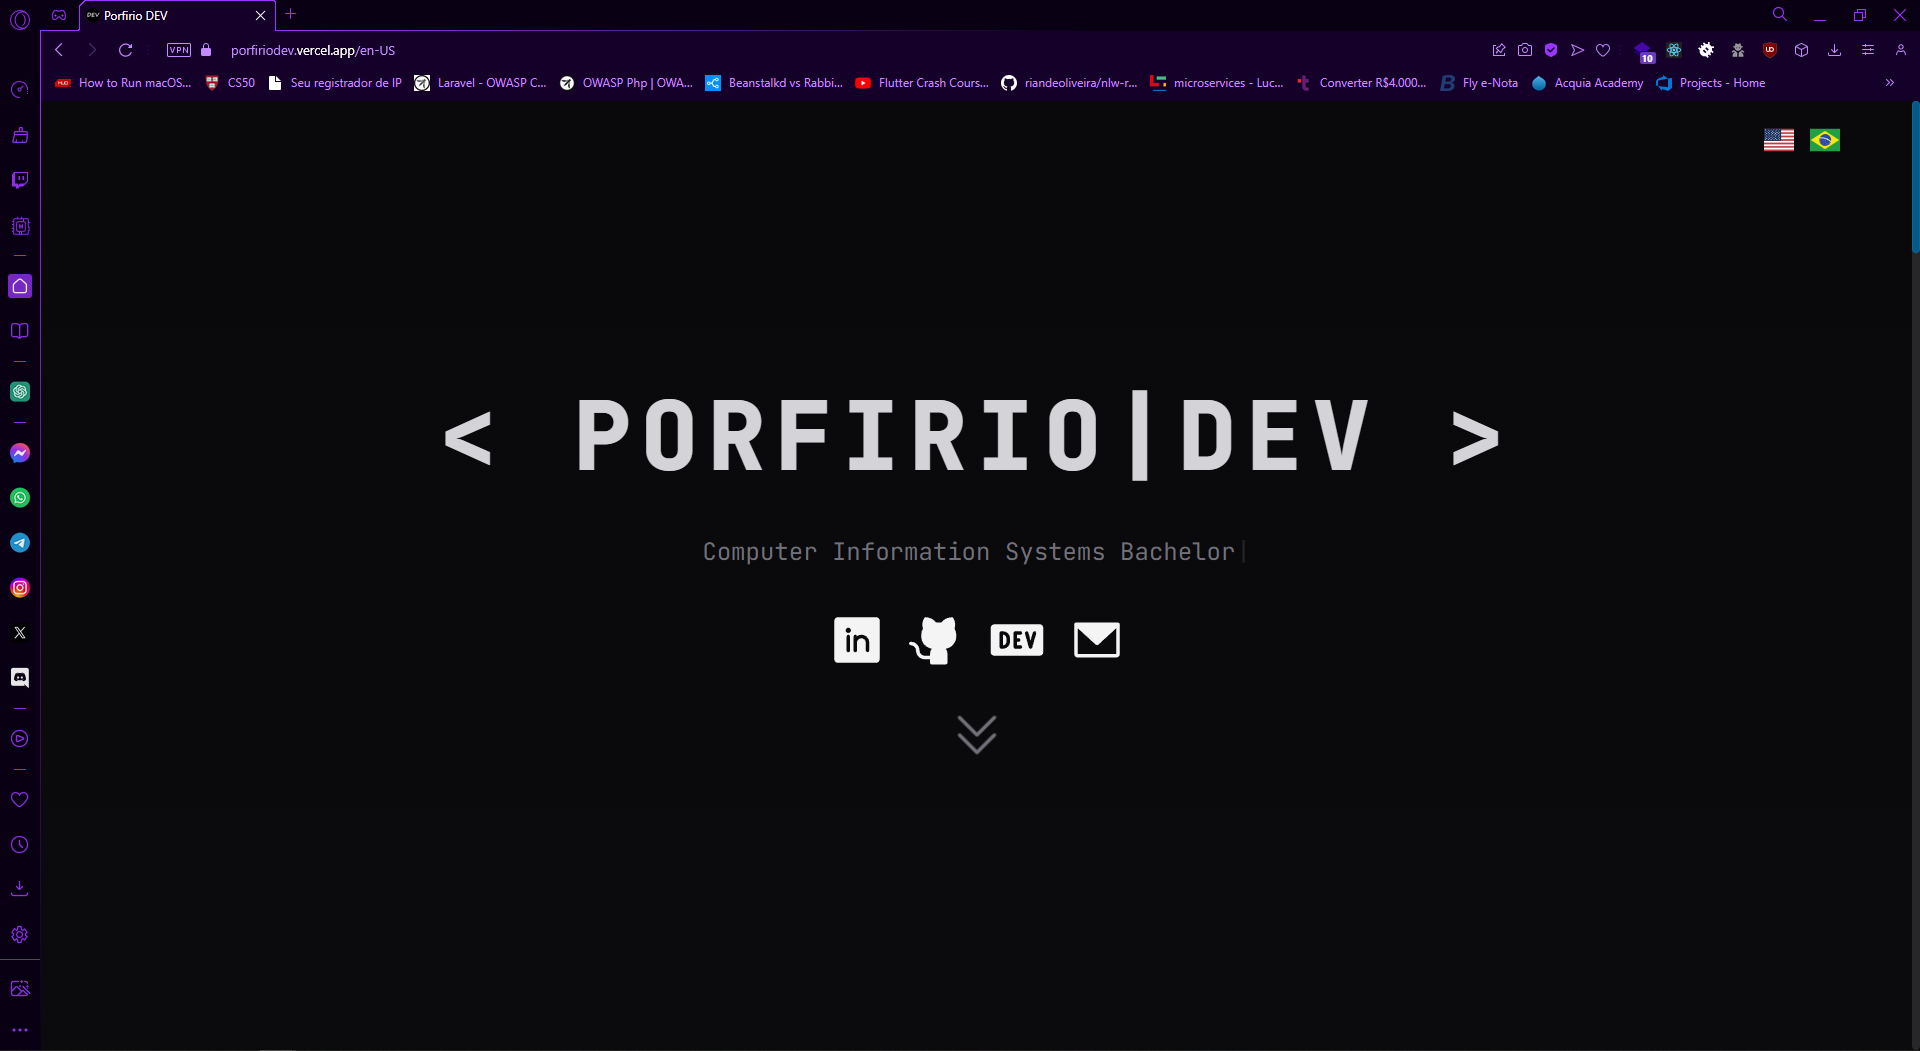 DEV Porfirio DEV
VPN porfiriodev.vercel.app/en-US
10
How to Run macOS... CS50 Seu registrador de IP Laravel - OWASP C... OWASP Php | OWA... Beanstalkd vs Rabbi... Flutter Crash Cours... riandeoliveira/nlw-r... microservices - Luc... Converter R$4.000... Fly e-Nota Acquia Academy Projects - Home
< PORFIRIO|DEV >
Computer Information Systems Bachelor
in DEV